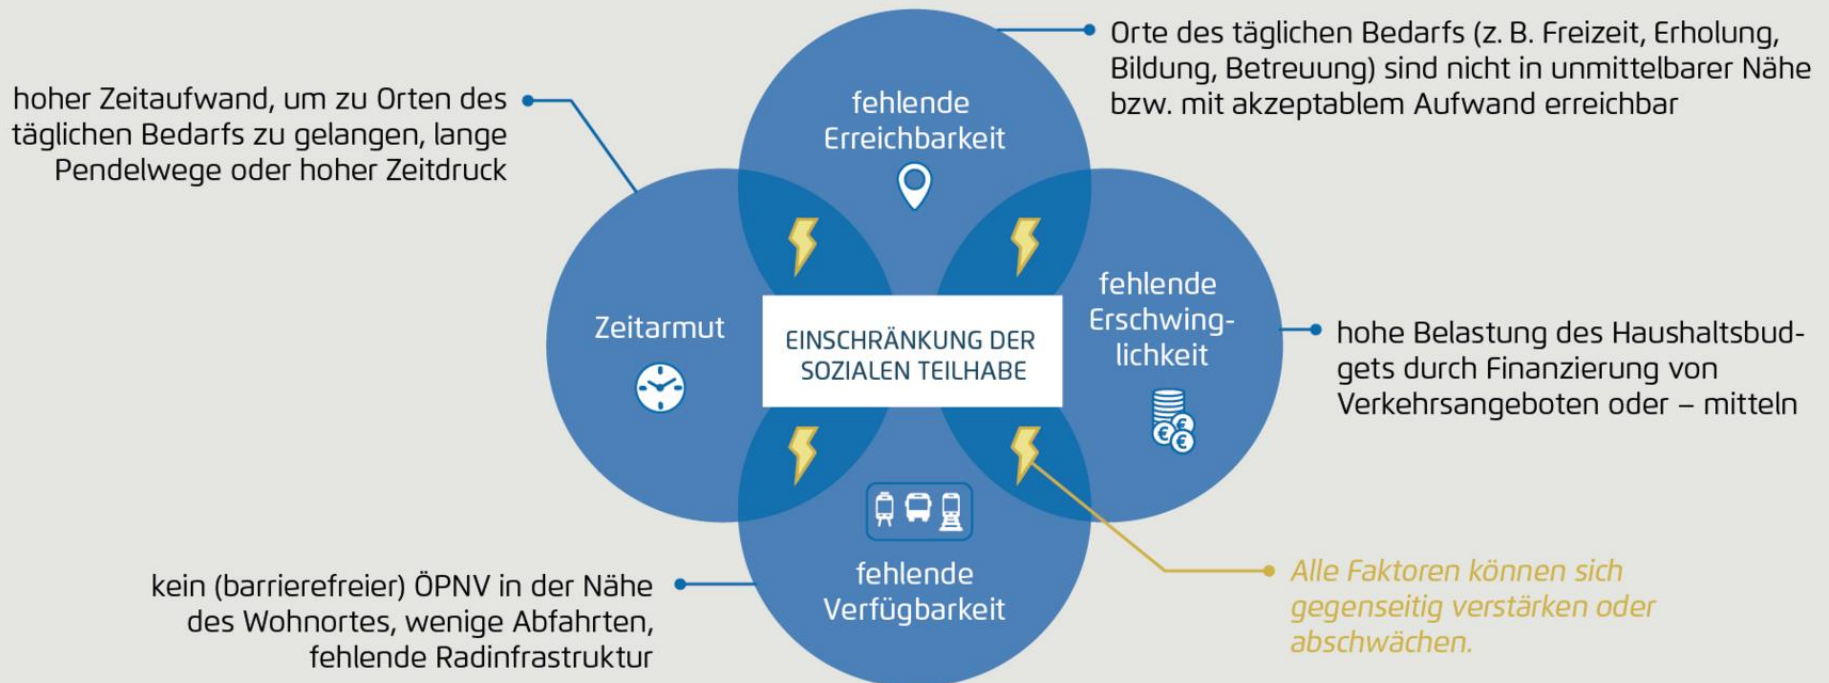 Orte des täglichen Bedarfs (z. B. Freizeit, Erholung,
Bildung, Betreuung) sind nicht in unmittelbarer Nähe
bzw. mit akzeptablem Aufwand erreichbar
hoher Zeitaufwand, um zu Orten des
täglichen Bedarfs zu gelangen, lange
Pendelwege oder hoher Zeitdruck
fehlende
Erreichbarkeit
Zeitarmut
EINSCHRÄNKUNG DER
SOZIALEN TEILHABE
fehlende
Erschwing-
lichkeit
hohe Belastung des Haushaltsbud-
gets durch Finanzierung von
Verkehrsangeboten oder – mitteln
fehlende
Verfügbarkeit
kein (barrierefreier) ÖPNV in der Nähe
des Wohnortes, wenige Abfahrten,
fehlende Radinfrastruktur
Alle Faktoren können sich
gegenseitig verstärken oder
abschwächen.